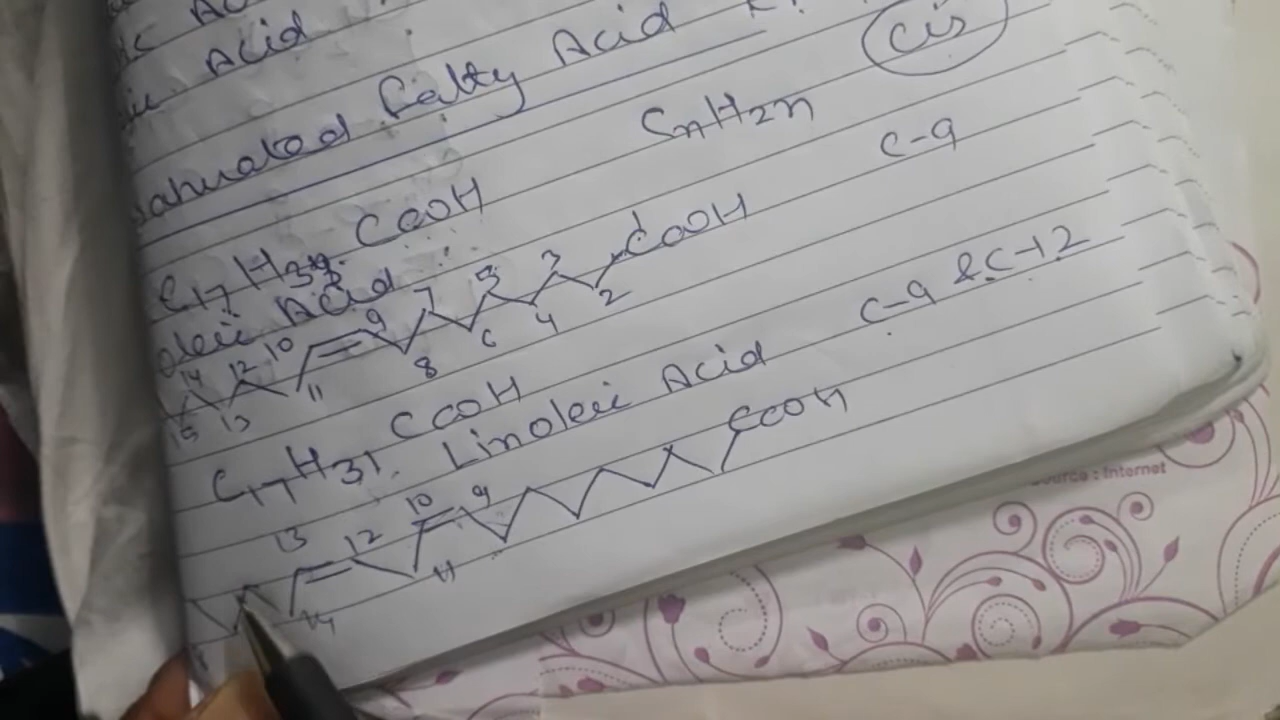 Acid
Fatty Acid
cis
CnH2n
C17H33 COOH
C-9
oleic Acid
COOH
14 12 10 9 7 5 3
15 13 11 8 6 4 2
C17H31 COOH
Linoleic Acid
C-9 & C-12
COOH
13 12 10 9
14 11
Source : Internet